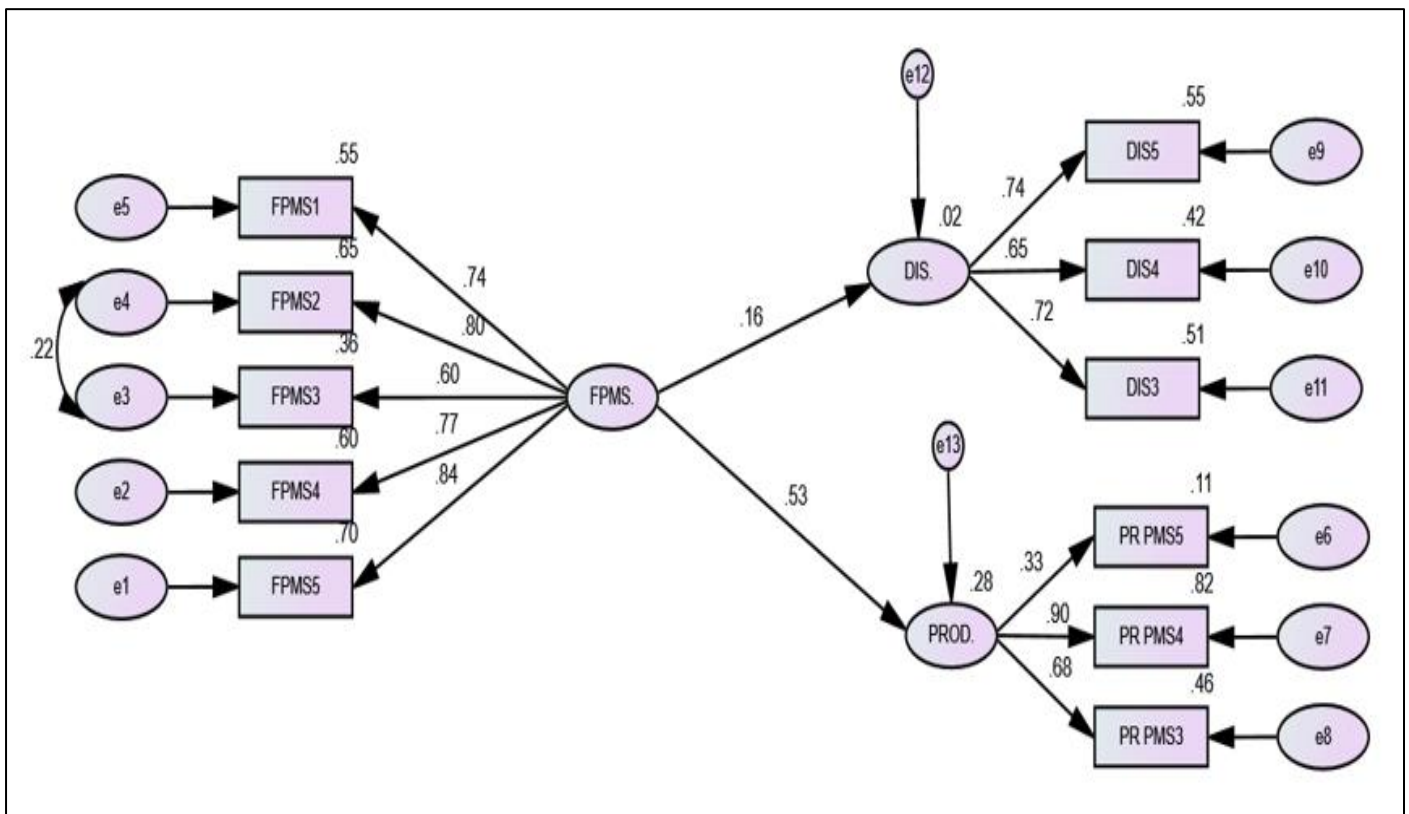 e12
.55
DIS5
e9
.55
e5
FPMS1
.74
.02
.42
.65
DIS4
e10
DIS.
.65
e4
FPMS2
.74
.80
.16
.72
.51
DIS3
e11
.22
.36
e3
FPMS3
.60
FPMS.
.60
.77
e13
e2
FPMS4
.84
.53
.11
PR PMS5
e6
.70
.33
.28
.82
e1
FPMS5
PROD.
.90
PR PMS4
e7
.68
.46
PR PMS3
e8